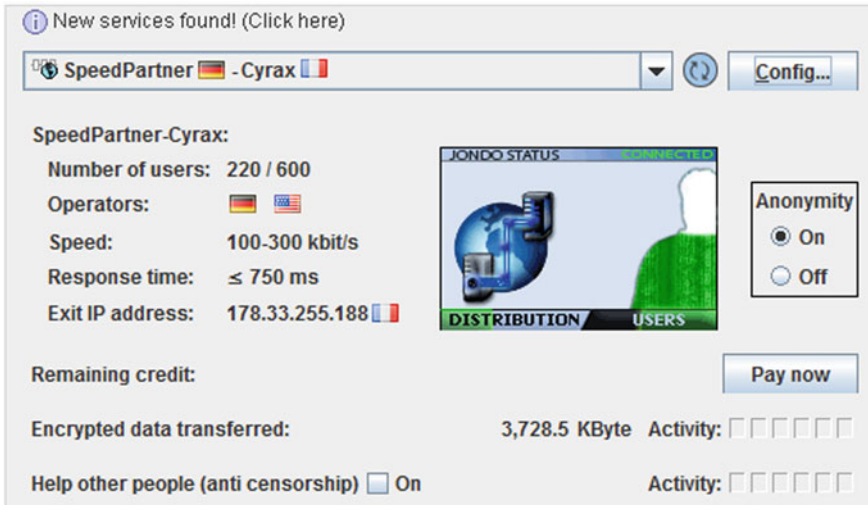 New services found! (Click here)
SpeedPartner - Cyrax
Config...
SpeedPartner-Cyrax:
Number of users: 220 / 600
Operators:
Speed: 100-300 kbit/s
Response time: ≤ 750 ms
Exit IP address: 178.33.255.188
JONDO STATUS CONNECTED
DISTRIBUTION USERS
Anonymity
On
Off
Remaining credit:
Pay now
Encrypted data transferred: 3,728.5 KByte Activity:
Help other people (anti censorship) On Activity: